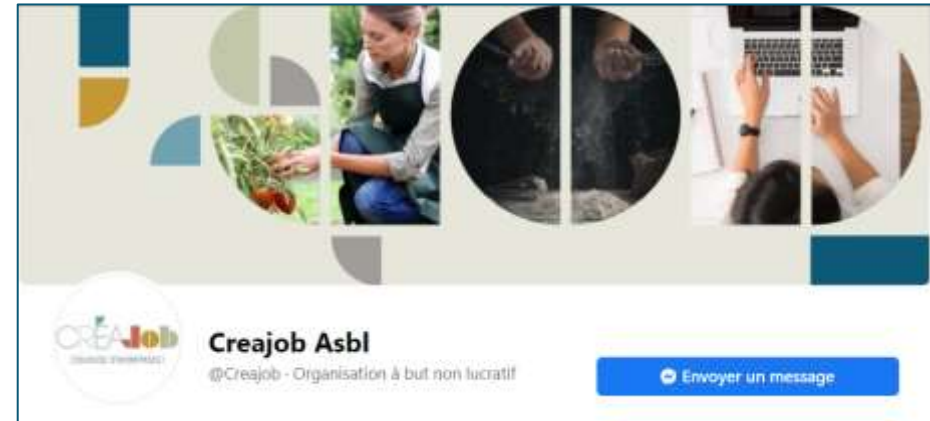 CRÉAJob
Creajob Asbl
@Creajob · Organisation à but non lucratif
Envoyer un message